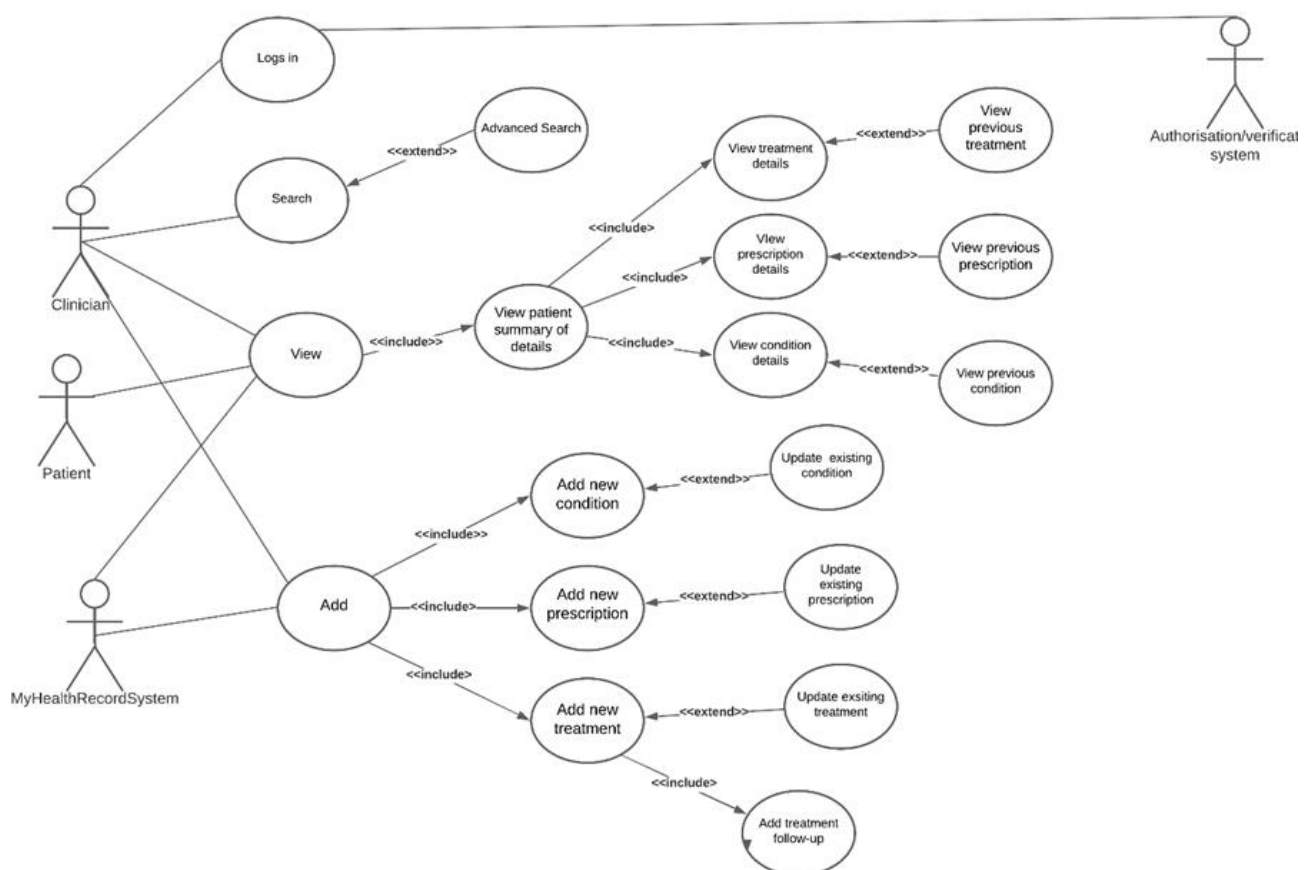 Logs in
Advanced Search
<<extend>>
Search
Clinician
Patient
MyHealthRecordSystem
Authorisation/verificat
system
View
<<include>>
View patient
summary of
details
<<include>
<<include>
<<include>
View treatment
details
<<extend>>
View
previous
treatment
VIew
prescription
details
<<extend>>
View previous
prescription
View condition
details
<<extend>>
View previous
condition
Add
<<include>>
<<include>
<<include>
Add new
condition
<<extend>>
Update existing
condition
Add new
prescription
<<extend>>
Update
existing
prescription
Add new
treatment
<<extend>>
Update exsiting
treatment
<<include>
Add treatment
follow-up